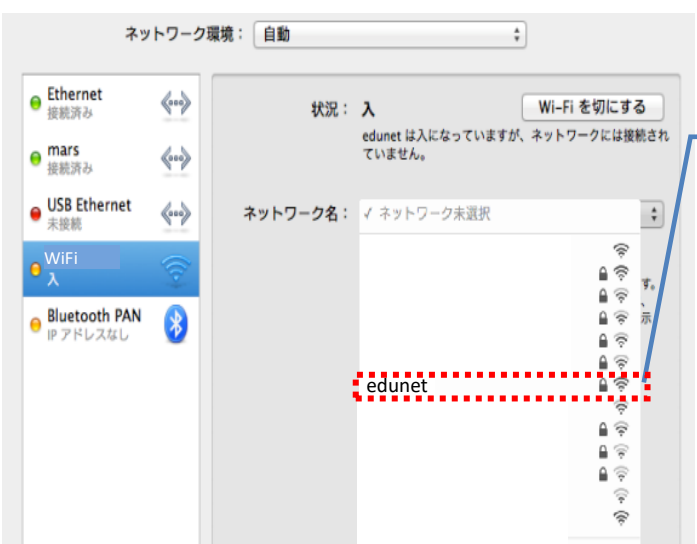 ネットワーク環境： 自動
Ethernet
接続済み
mars
接続済み
USB Ethernet
未接続
WiFi
入
Bluetooth PAN
IP アドレスなし
状況： 入
Wi-Fi を切にする
edunet は入になっていますが、ネットワークには接続され
ていません。
ネットワーク名： ✓ ネットワーク未選択
す。
、
示
edunet